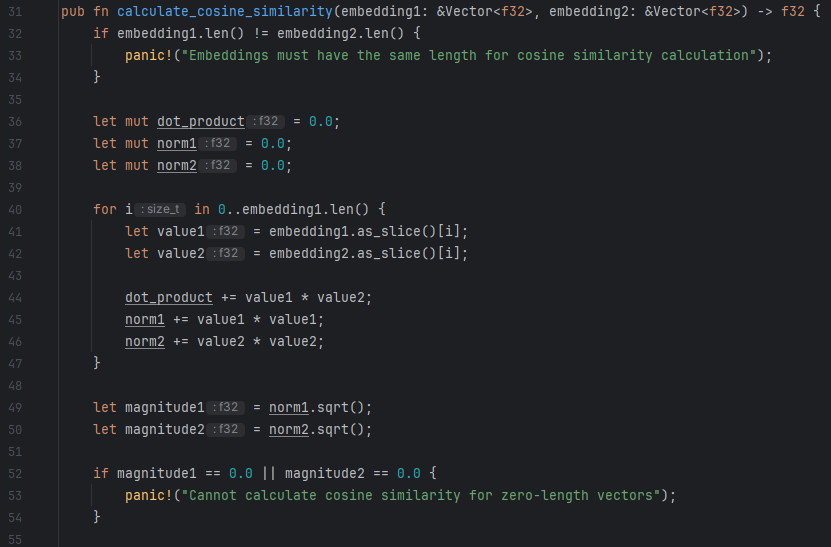 31 pub fn calculate_cosine_similarity(embedding1: &Vector<f32>, embedding2: &Vector<f32>) -> f32 {
32     if embedding1.len() != embedding2.len() {
33         panic!("Embeddings must have the same length for cosine similarity calculation");
34     }
35
36     let mut dot_product : f32 = 0.0;
37     let mut norm1 : f32 = 0.0;
38     let mut norm2 : f32 = 0.0;
39
40     for i : size_t in 0..embedding1.len() {
41         let value1 : f32 = embedding1.as_slice()[i];
42         let value2 : f32 = embedding2.as_slice()[i];
43
44         dot_product += value1 * value2;
45         norm1 += value1 * value1;
46         norm2 += value2 * value2;
47     }
48
49     let magnitude1 : f32 = norm1.sqrt();
50     let magnitude2 : f32 = norm2.sqrt();
51
52     if magnitude1 == 0.0 || magnitude2 == 0.0 {
53         panic!("Cannot calculate cosine similarity for zero-length vectors");
54     }
55